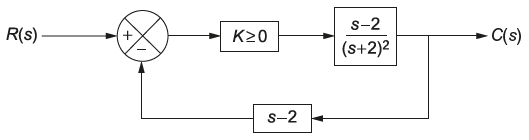 R(s)
+
−
K≥0
s–2
(s+2)²
C(s)
s–2